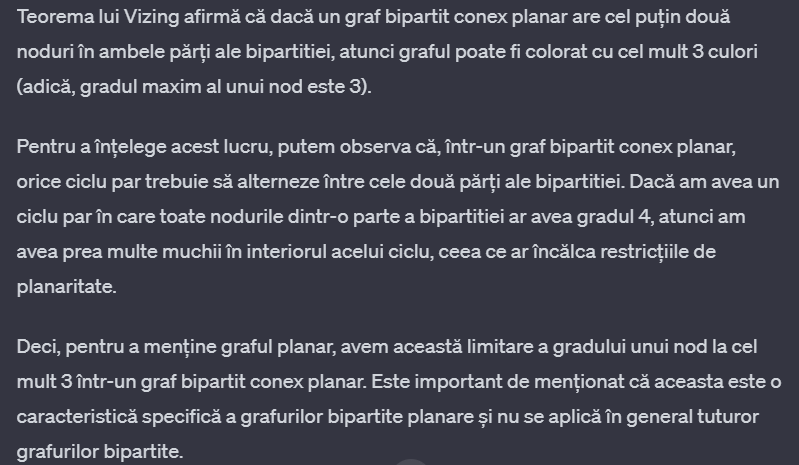 Teorema lui Vizing afirmă că dacă un graf bipartit conex planar are cel puțin două
noduri în ambele părți ale bipartitiei, atunci graful poate fi colorat cu cel mult 3 culori
(adică, gradul maxim al unui nod este 3).
Pentru a înțelege acest lucru, putem observa că, într-un graf bipartit conex planar,
orice ciclu par trebuie să alterneze între cele două părți ale bipartitiei. Dacă am avea un
ciclu par în care toate nodurile dintr-o parte a bipartitiei ar avea gradul 4, atunci am
avea prea multe muchii în interiorul acelui ciclu, ceea ce ar încălca restricțiile de
planaritate.
Deci, pentru a menține graful planar, avem această limitare a gradului unui nod la cel
mult 3 într-un graf bipartit conex planar. Este important de menționat că aceasta este o
caracteristică specifică a grafurilor bipartite planare și nu se aplică în general tuturor
grafurilor bipartite.